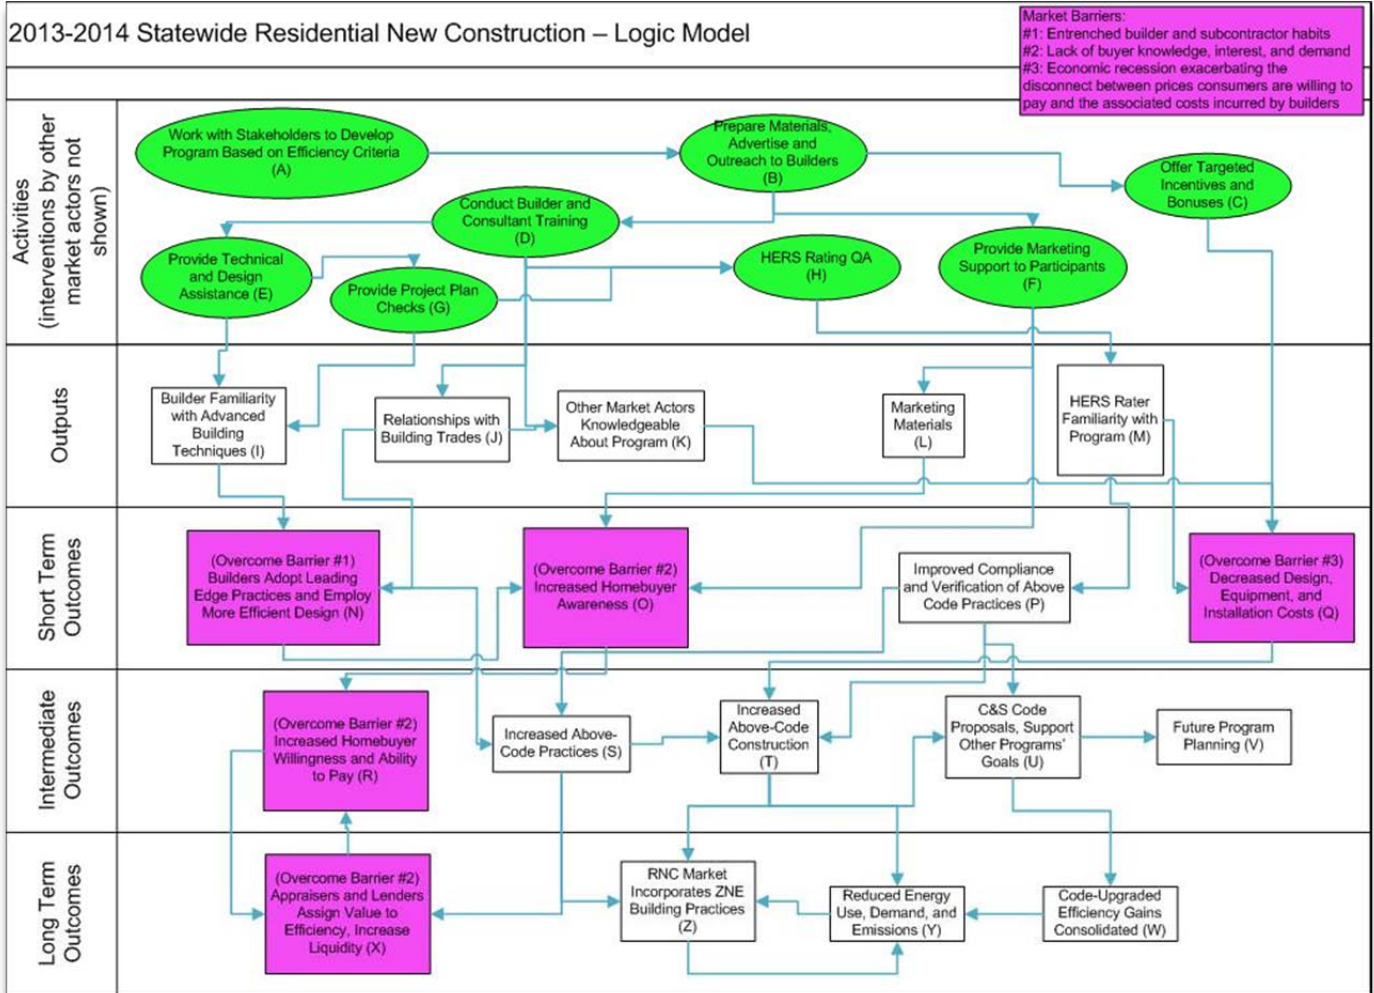 2013-2014 Statewide Residential New Construction – Logic Model
Market Barriers:
#1: Entrenched builder and subcontractor habits
#2: Lack of buyer knowledge, interest, and demand
#3: Economic recession exacerbating the
disconnect between prices consumers are willing to
pay and the associated costs incurred by builders
Activities
(interventions by other
market actors not
shown)
Work with Stakeholders to Develop
Program Based on Efficiency Criteria
(A)
Prepare Materials,
Advertise and
Outreach to Builders
(B)
Offer Targeted
Incentives and
Bonuses (C)
Conduct Builder and
Consultant Training
(D)
Provide Technical
and Design
Assistance (E)
Provide Project Plan
Checks (G)
HERS Rating QA
(H)
Provide Marketing
Support to Participants
(F)
Outputs
Builder Familiarity
with Advanced
Building
Techniques (I)
Relationships with
Building Trades (J)
Other Market Actors
Knowledgeable
About Program (K)
Marketing
Materials
(L)
HERS Rater
Familiarity with
Program (M)
Short Term
Outcomes
(Overcome Barrier #1)
Builders Adopt Leading
Edge Practices and Employ
More Efficient Design (N)
(Overcome Barrier #2)
Increased Homebuyer
Awareness (O)
Improved Compliance
and Verification of Above
Code Practices (P)
(Overcome Barrier #3)
Decreased Design,
Equipment, and
Installation Costs (Q)
Intermediate
Outcomes
(Overcome Barrier #2)
Increased Homebuyer
Willingness and Ability
to Pay (R)
Increased Above-
Code Practices (S)
Increased
Above-Code
Construction
(T)
C&S Code
Proposals, Support
Other Programs'
Goals (U)
Future Program
Planning (V)
Long Term
Outcomes
(Overcome Barrier #2)
Appraisers and Lenders
Assign Value to
Efficiency, Increase
Liquidity (X)
RNC Market
Incorporates ZNE
Building Practices
(Z)
Reduced Energy
Use, Demand, and
Emissions (Y)
Code-Upgraded
Efficiency Gains
Consolidated (W)